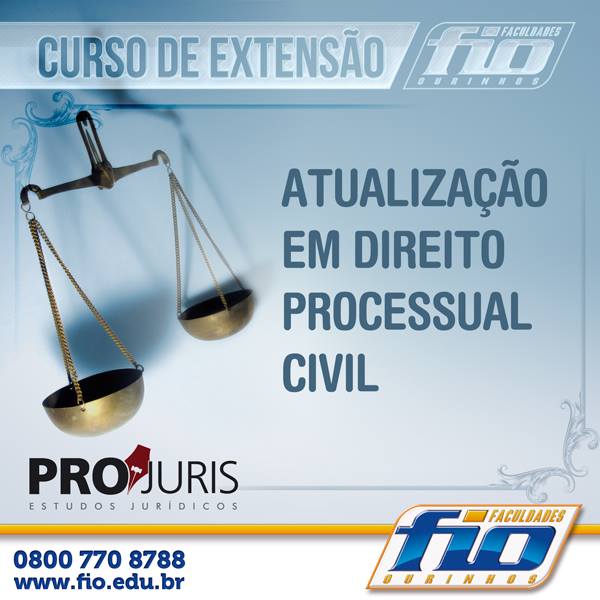 CURSO DE EXTENSÃO
FACULDADES
fio
OURINHOS
ATUALIZAÇÃO
EM DIREITO
PROCESSUAL
CIVIL
PROJURIS
ESTUDOS JURÍDICOS
0800 770 8788
www.fio.edu.br
FACULDADES
fio
OURINHOS